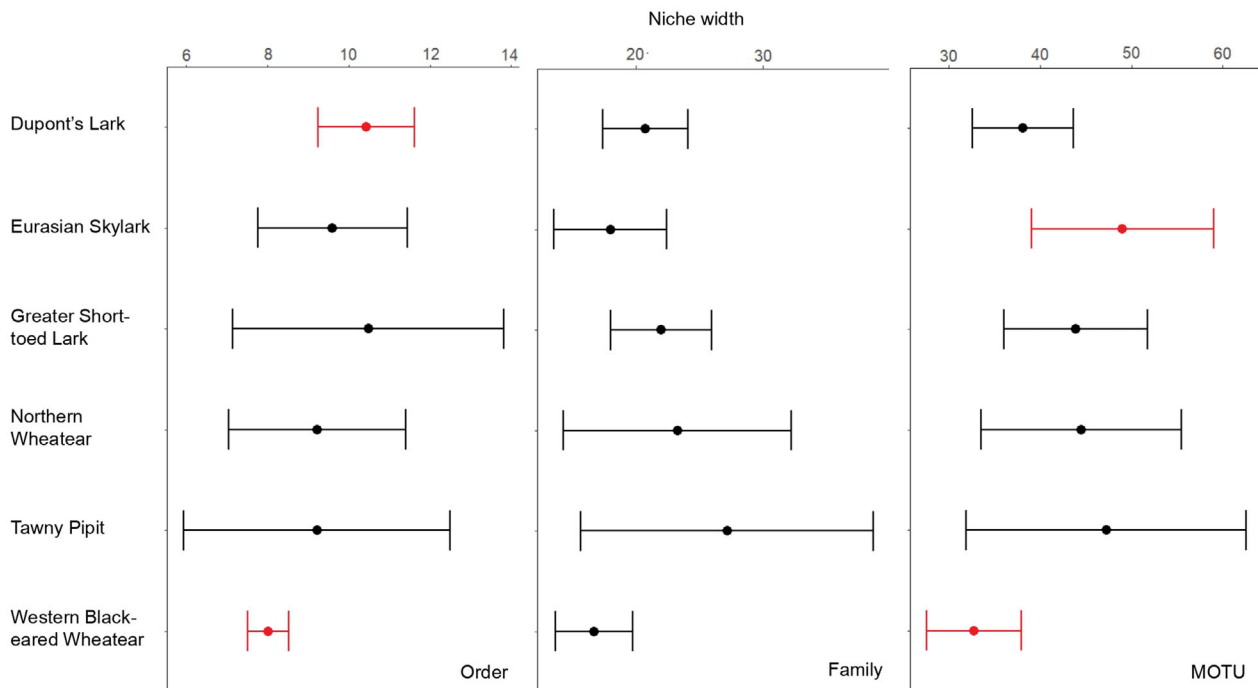 Niche width
6 8 10 12 14
20 30
30 40 50 60
Dupont's Lark
Eurasian Skylark
Greater Short-
toed Lark
Northern
Wheatear
Tawny Pipit
Western Black-
eared Wheatear
Order
Family
MOTU